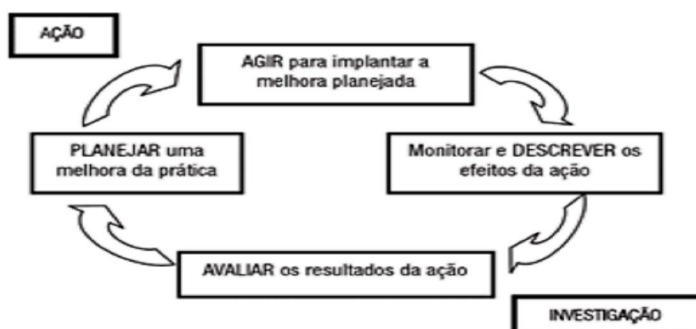 AÇÃO
AGIR para implantar a
melhora planejada
PLANEJAR uma
melhora da prática
Monitorar e DESCREVER os
efeitos da ação
AVALIAR os resultados da ação
INVESTIGAÇÃO